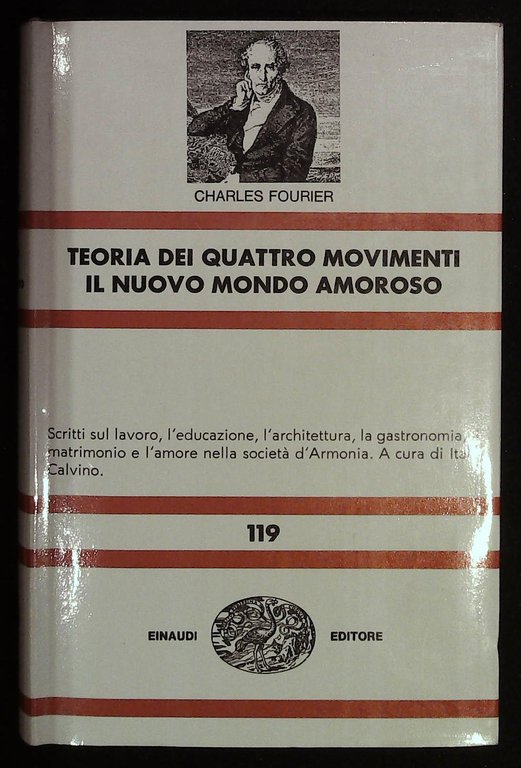 CHARLES FOURIER
TEORIA DEI QUATTRO MOVIMENTI
IL NUOVO MONDO AMOROSO
Scritti sul lavoro, l'educazione, l'architettura, la gastronomia,
matrimonio e l'amore nella società d'Armonia. A cura di
Calvino.
119
EINAUDI EDITORE